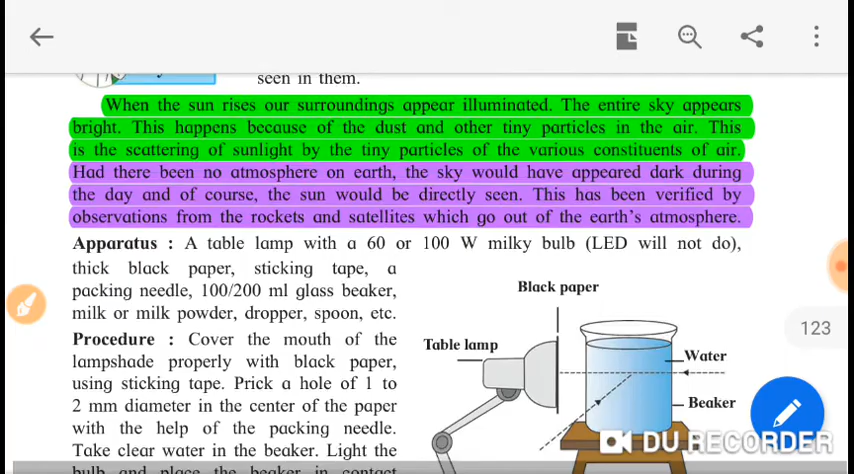 seen in them.
When the sun rises our surroundings appear illuminated. The entire sky appears
bright. This happens because of the dust and other tiny particles in the air. This
is the scattering of sunlight by the tiny particles of the various constituents of air.
Had there been no atmosphere on earth, the sky would have appeared dark during
the day and of course, the sun would be directly seen. This has been verified by
observations from the rockets and satellites which go out of the earth's atmosphere.
Apparatus : A table lamp with a 60 or 100 W milky bulb (LED will not do),
thick black paper, sticking tape, a
packing needle, 100/200 ml glass beaker,
milk or milk powder, dropper, spoon, etc.
Procedure : Cover the mouth of the
lampshade properly with black paper,
using sticking tape. Prick a hole of 1 to
2 mm diameter in the center of the paper
with the help of the packing needle.
Take clear water in the beaker. Light the
bulb and place the beaker in contact
Black paper
Table lamp
Water
Beaker
123
DU RECORDER